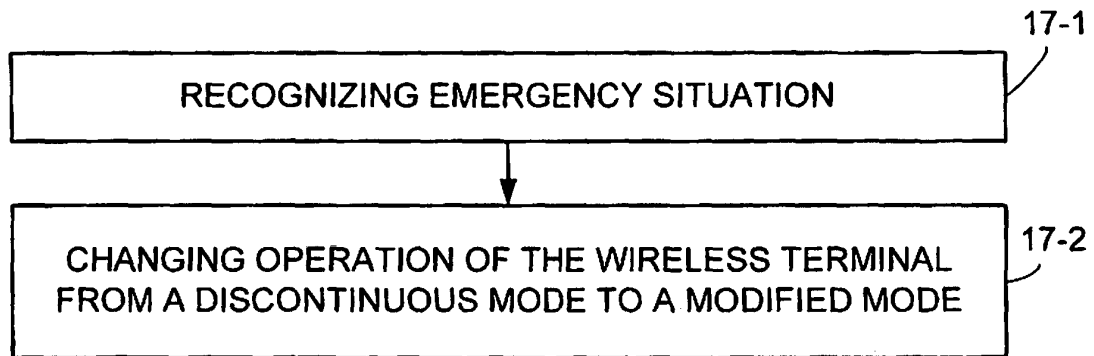 17-1
RECOGNIZING EMERGENCY SITUATION
17-2
CHANGING OPERATION OF THE WIRELESS TERMINAL
FROM A DISCONTINUOUS MODE TO A MODIFIED MODE